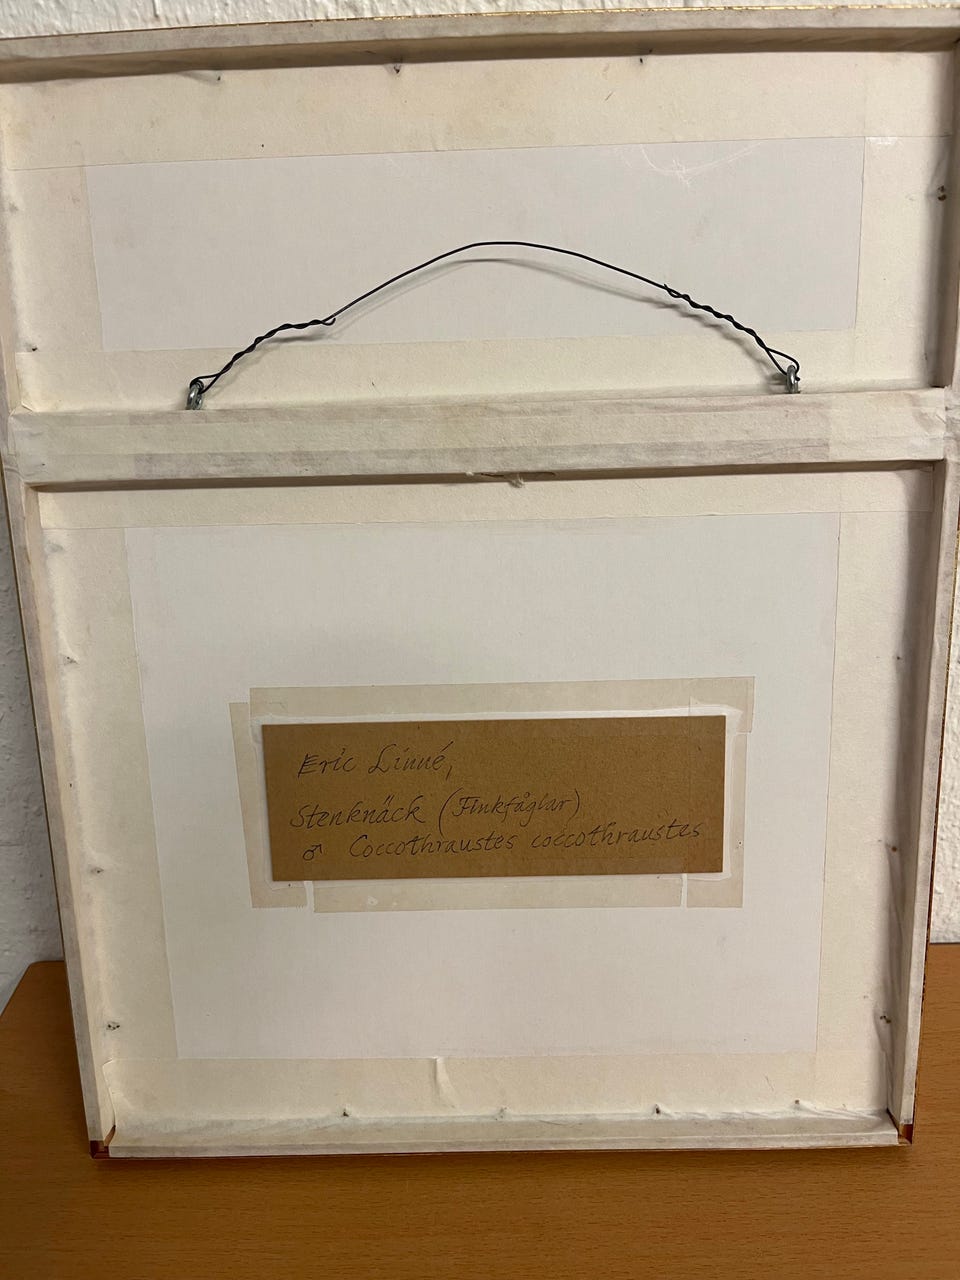 Eric Linné,
Stenknäck (Finkfåglar)
♂ Coccothraustes coccothraustes